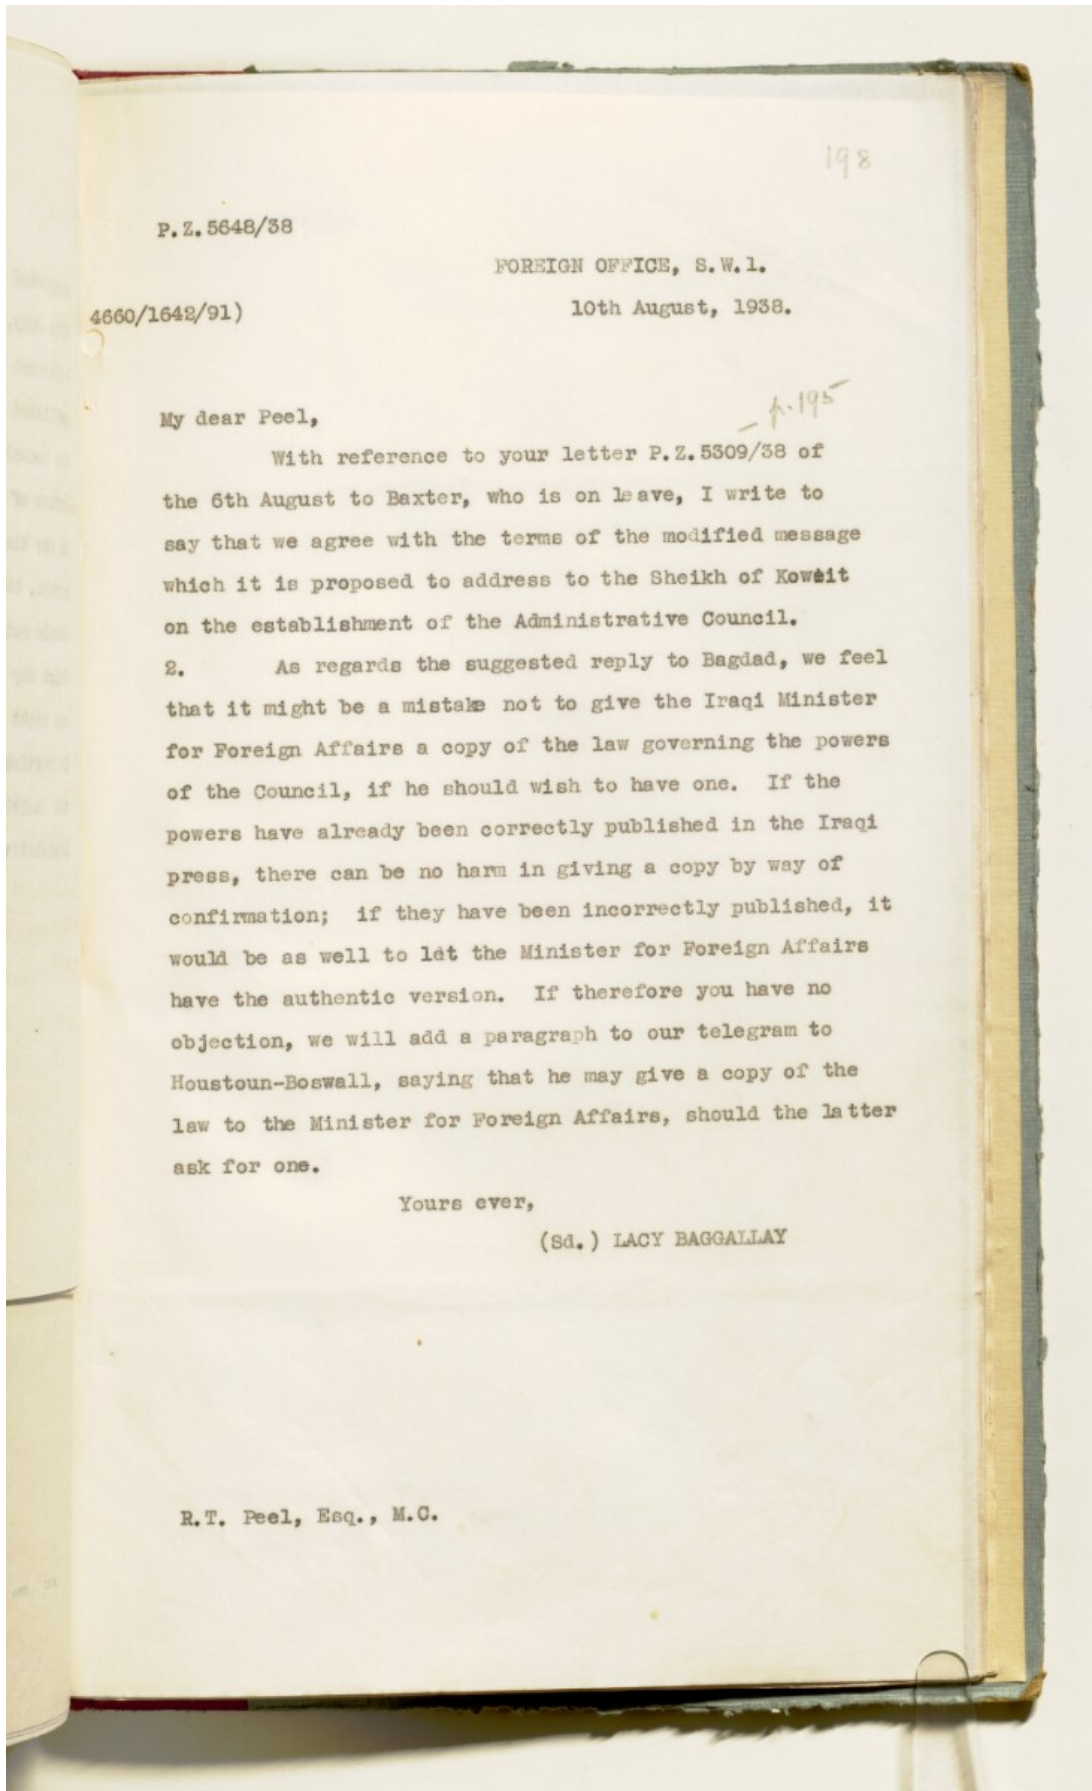 198
P.Z.5648/38
FOREIGN OFFICE, S.W.1.
4660/1642/91)
10th August, 1938.
p.195
My dear Peel,
With reference to your letter P.Z.5309/38 of
the 6th August to Baxter, who is on leave, I write to
say that we agree with the terms of the modified message
which it is proposed to address to the Sheikh of Koweit
on the establishment of the Administrative Council.
2. As regards the suggested reply to Bagdad, we feel
that it might be a mistake not to give the Iraqi Minister
for Foreign Affairs a copy of the law governing the powers
of the Council, if he should wish to have one. If the
powers have already been correctly published in the Iraqi
press, there can be no harm in giving a copy by way of
confirmation; if they have been incorrectly published, it
would be as well to let the Minister for Foreign Affairs
have the authentic version. If therefore you have no
objection, we will add a paragraph to our telegram to
Houstoun-Boswall, saying that he may give a copy of the
law to the Minister for Foreign Affairs, should the latter
ask for one.
Yours ever,
(Sd.) LACY BAGGALLAY
R.T. Peel, Esq., M.C.